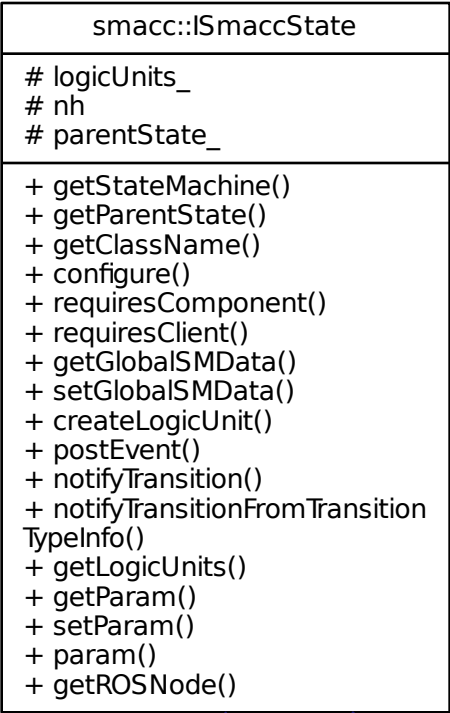 smacc::ISmaccState
# logicUnits_
# nh
# parentState_
+ getStateMachine()
+ getParentState()
+ getClassName()
+ configure()
+ requiresComponent()
+ requiresClient()
+ getGlobalSMData()
+ setGlobalSMData()
+ createLogicUnit()
+ postEvent()
+ notifyTransition()
+ notifyTransitionFromTransition
TypeInfo()
+ getLogicUnits()
+ getParam()
+ setParam()
+ param()
+ getROSNode()